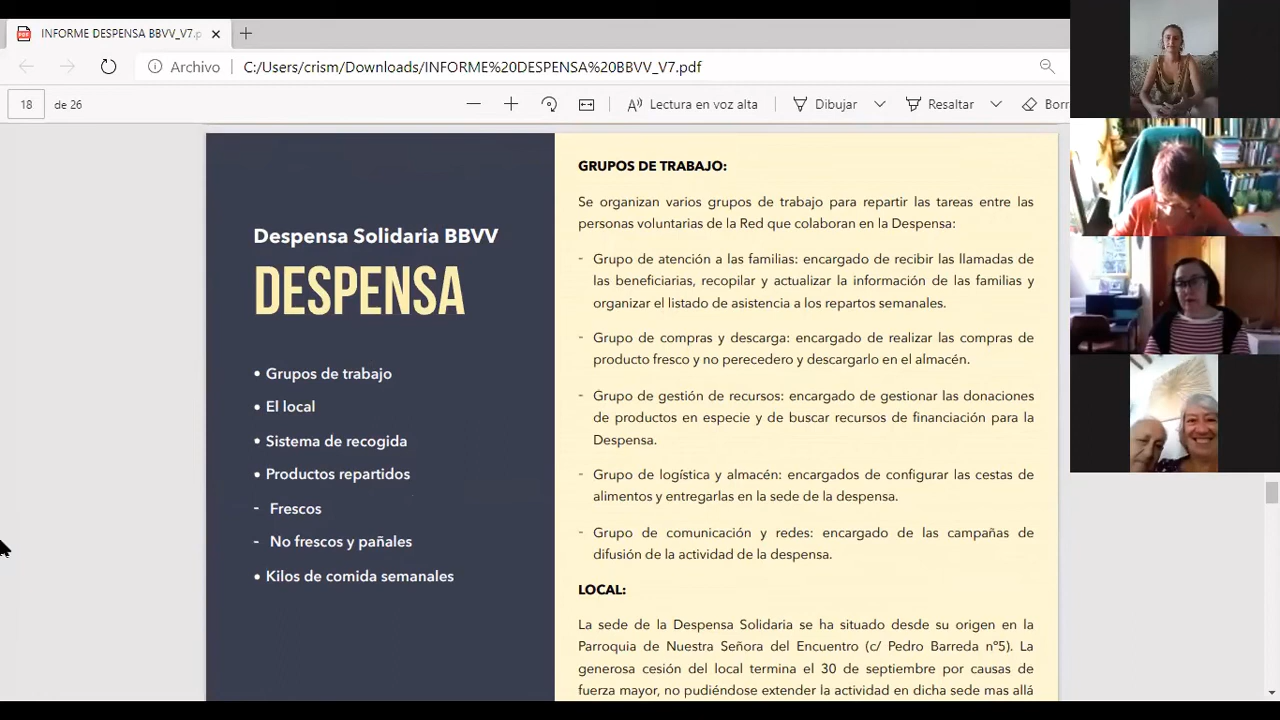 INFORME DESPENSA BBVV_V7.p
Archivo
C:/Users/crism/Downloads/INFORME%20DESPENSA%20BBVV_V7.pdf
18
de 26
Lectura en voz alta
Dibujar
Resaltar
Borr
Despensa Solidaria BBVV
DESPENSA
• Grupos de trabajo
• El local
• Sistema de recogida
• Productos repartidos
- Frescos
- No frescos y pañales
• Kilos de comida semanales
GRUPOS DE TRABAJO:
Se organizan varios grupos de trabajo para repartir las tareas entre las
personas voluntarias de la Red que colaboran en la Despensa:
- Grupo de atención a las familias: encargado de recibir las llamadas de
las beneficiarias, recopilar y actualizar la información de las familias y
organizar el listado de asistencia a los repartos semanales.
- Grupo de compras y descarga: encargado de realizar las compras de
producto fresco y no perecedero y descargarlo en el almacén.
- Grupo de gestión de recursos: encargado de gestionar las donaciones
de productos en especie y de buscar recursos de financiación para la
Despensa.
- Grupo de logística y almacén: encargados de configurar las cestas de
alimentos y entregarlas en la sede de la despensa.
- Grupo de comunicación y redes: encargado de las campañas de
difusión de la actividad de la despensa.
LOCAL:
La sede de la Despensa Solidaria se ha situado desde su origen en la
Parroquia de Nuestra Señora del Encuentro (c/ Pedro Barreda nº5). La
generosa cesión del local termina el 30 de septiembre por causas de
fuerza mayor, no pudiéndose extender la actividad en dicha sede mas allá